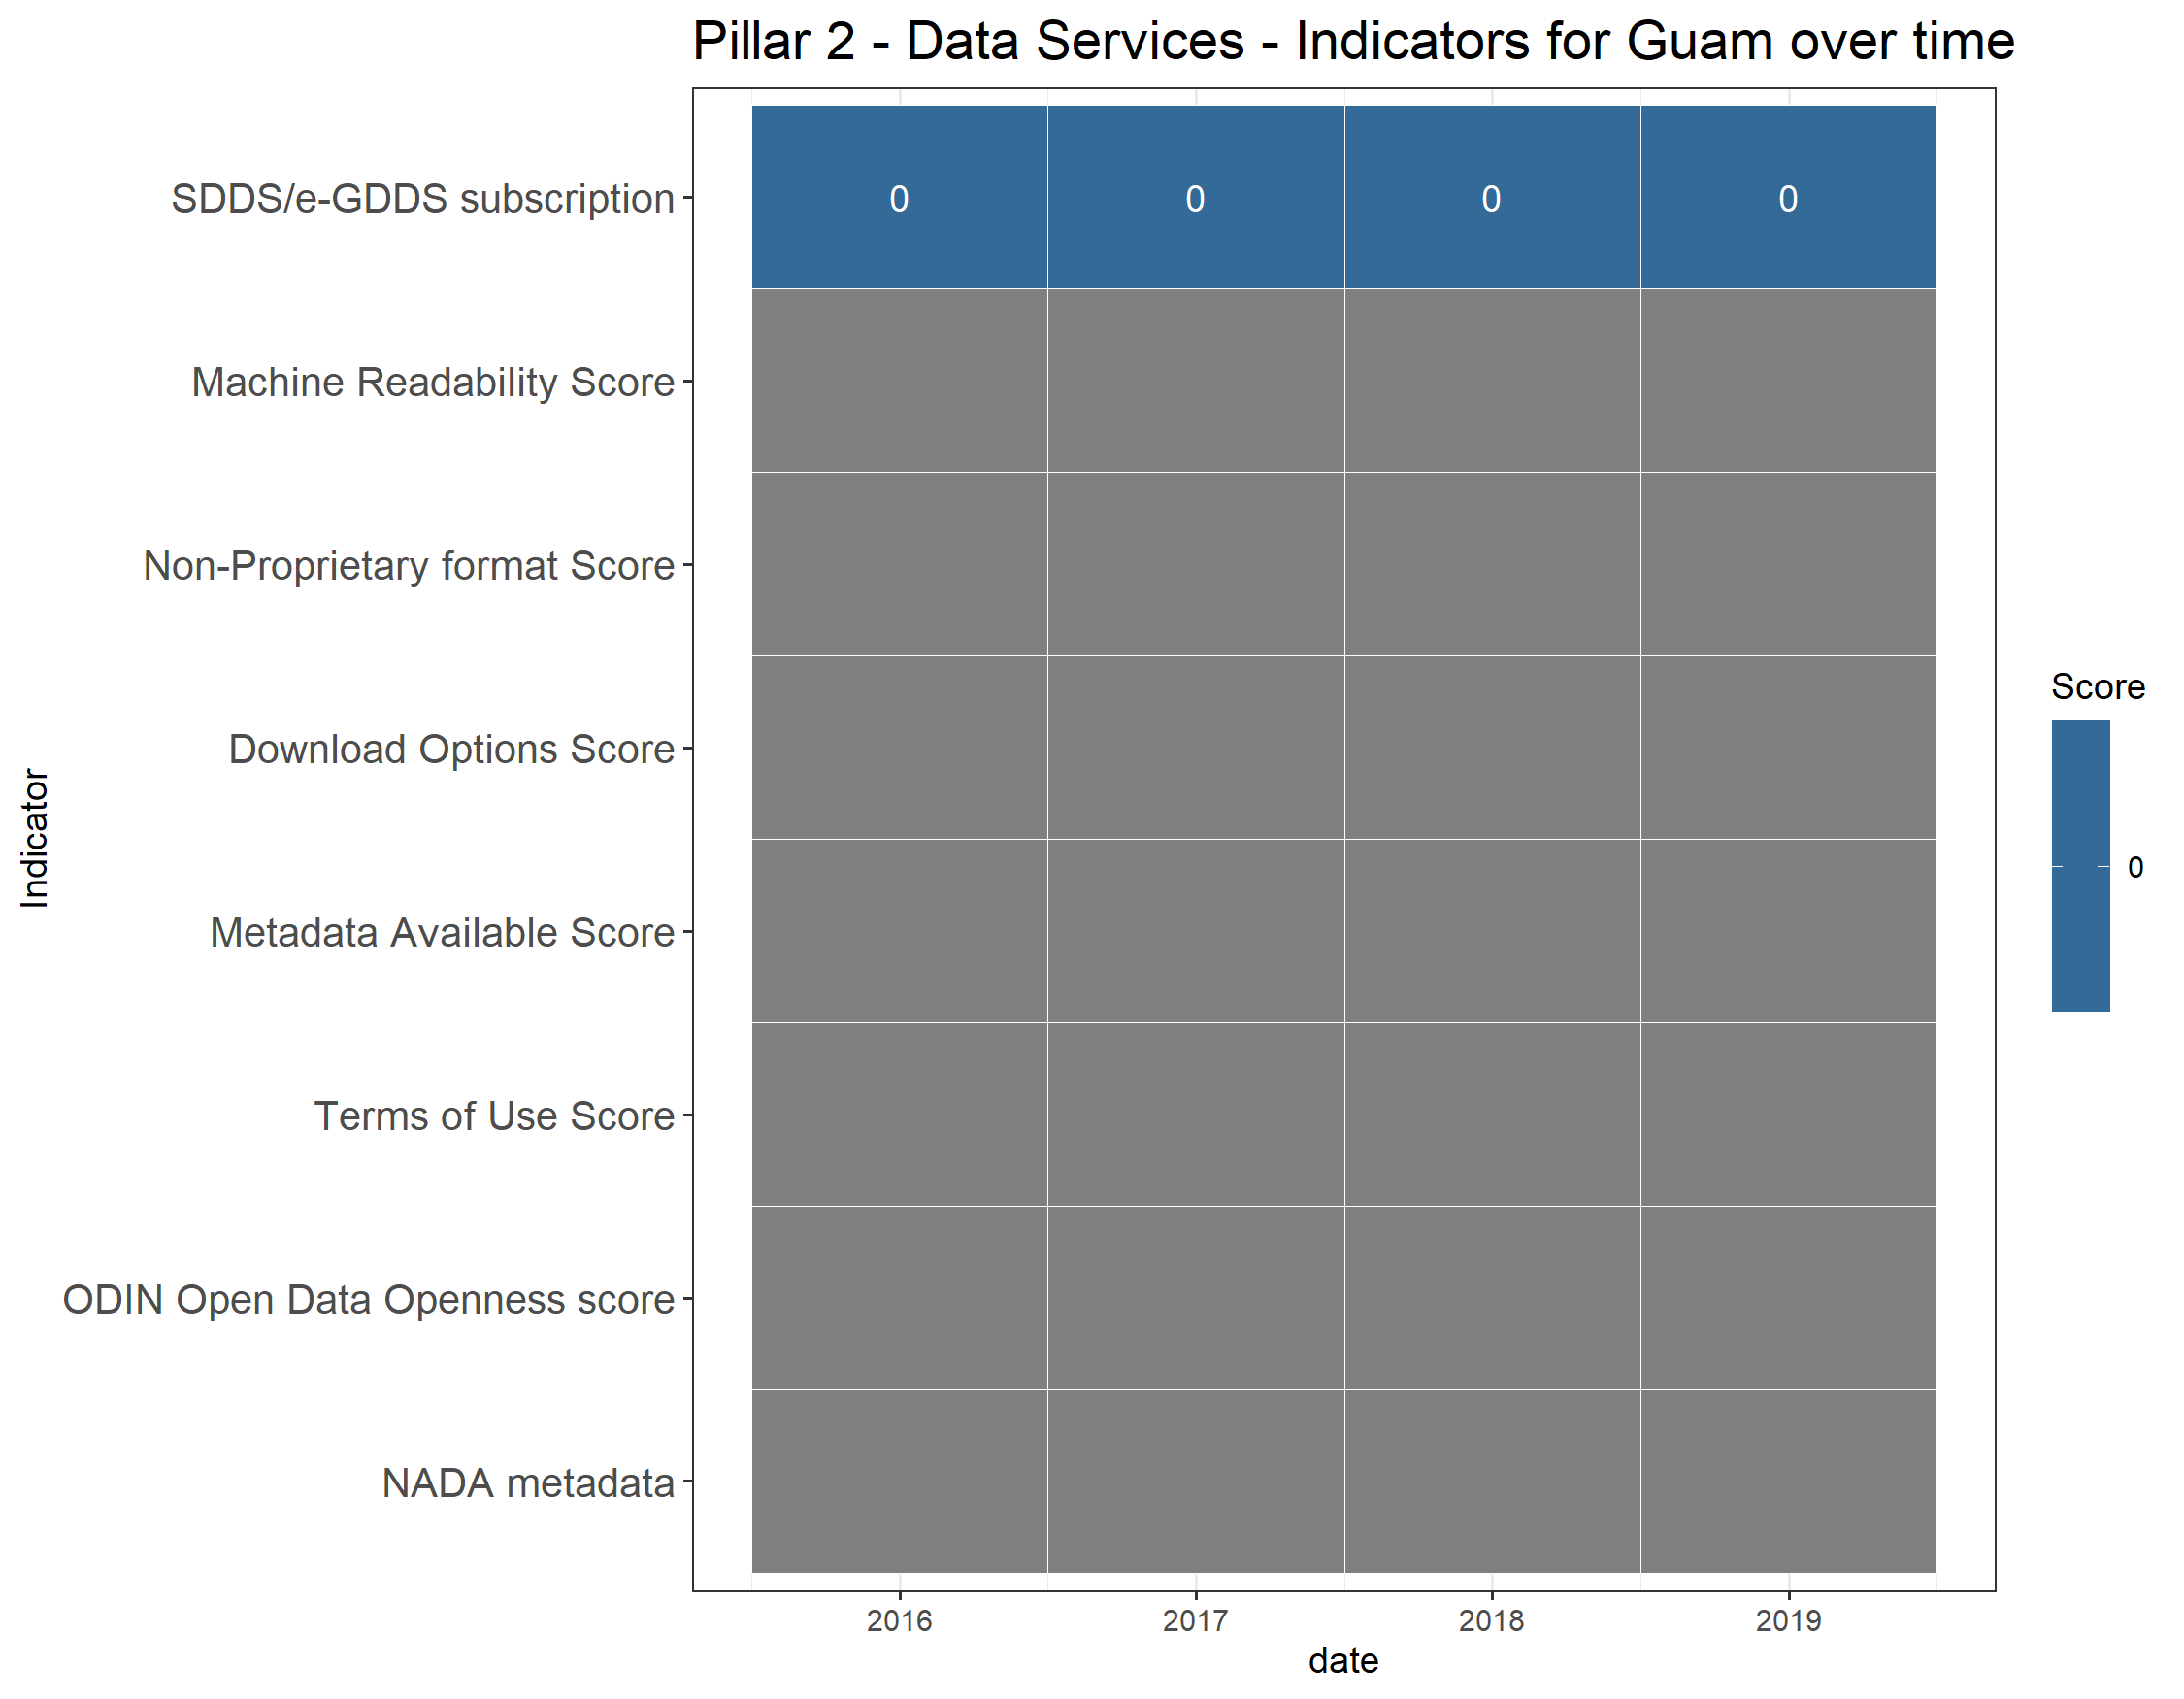 Pillar 2 - Data Services - Indicators for Guam over time
SDDS/e-GDDS subscription
0 0 0 0
Machine Readability Score
Non-Proprietary format Score
Download Options Score
Metadata Available Score
Terms of Use Score
ODIN Open Data Openness score
NADA metadata
Indicator
2016 2017 2018 2019
date
Score
0